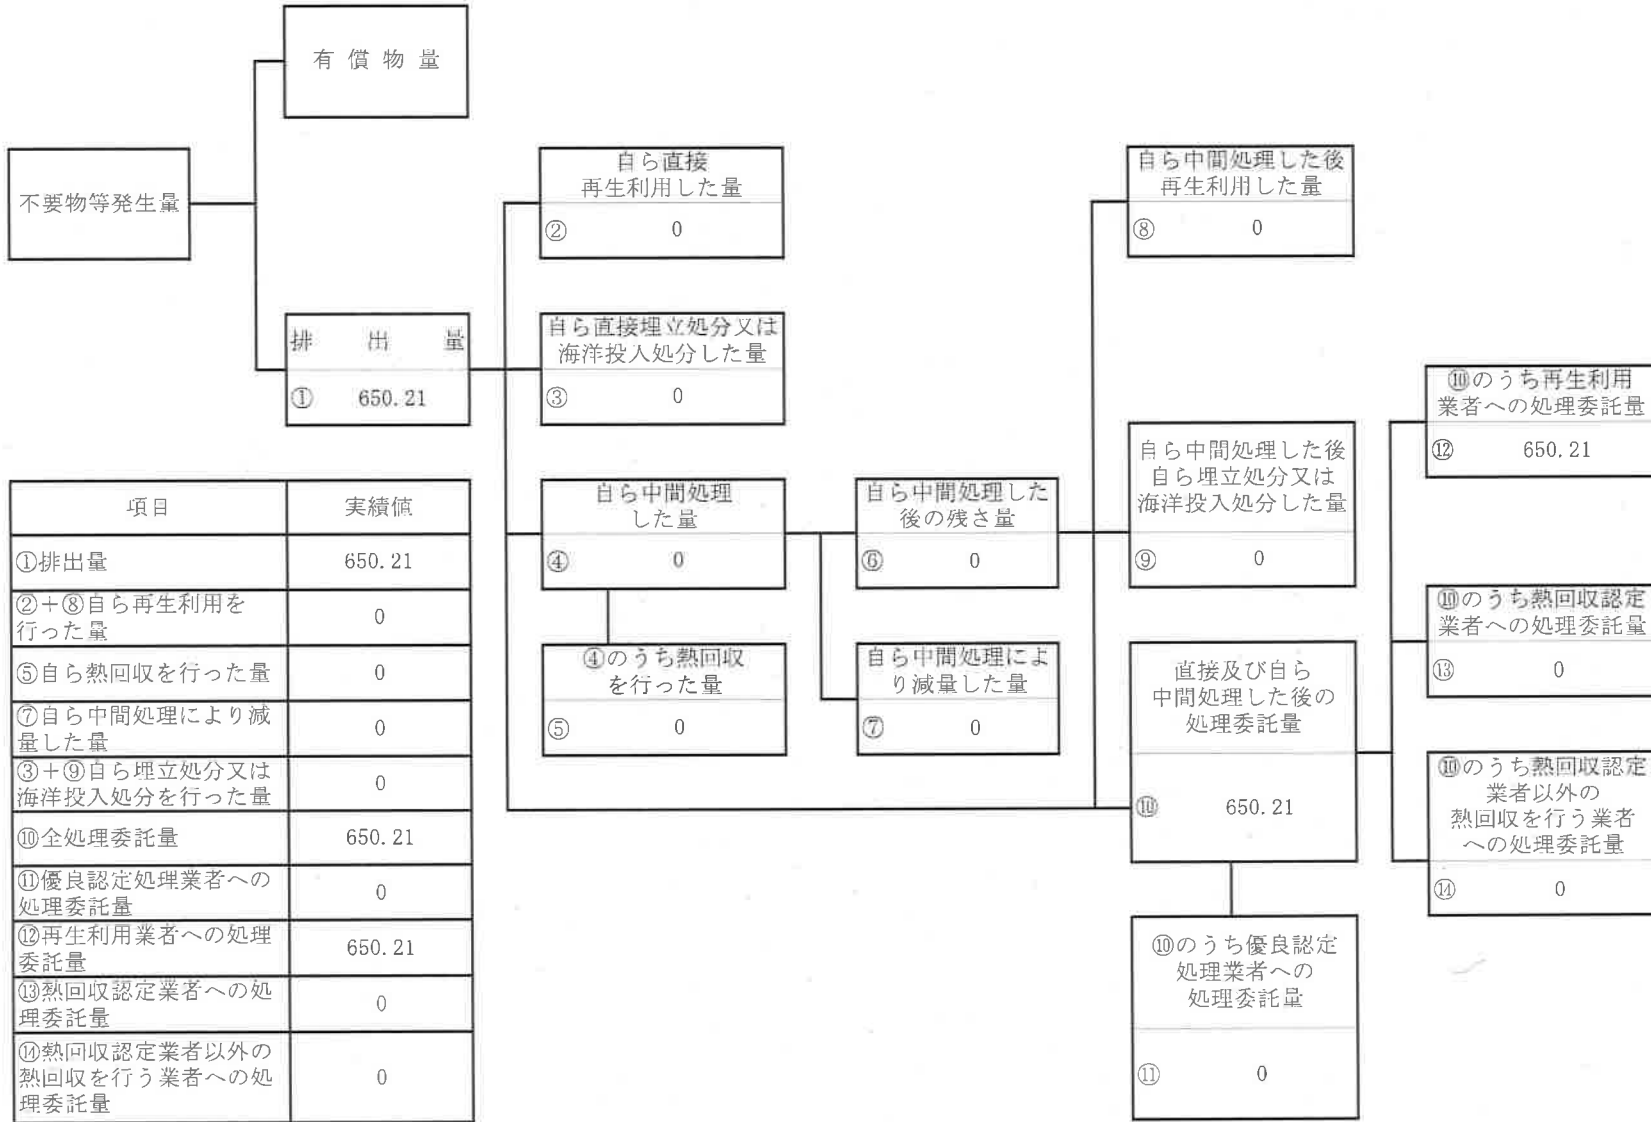 有償物量
不要物等発生量
排出量
① 650.21
自ら直接
再生利用した量
② 0
自ら直接埋立処分又は
海洋投入処分した量
③ 0
自ら中間処理
した量
④ 0
④のうち熱回収
を行った量
⑤ 0
自ら中間処理した
後の残さ量
⑥ 0
自ら中間処理によ
り減量した量
⑦ 0
自ら中間処理した後
再生利用した量
⑧ 0
自ら中間処理した後
自ら埋立処分又は
海洋投入処分した量
⑨ 0
直接及び自ら
中間処理した後の
処理委託量
⑩ 650.21
⑩のうち優良認定
処理業者への
処理委託量
⑪ 0
⑩のうち再生利用
業者への処理委託量
⑫ 650.21
⑩のうち熱回収認定
業者への処理委託量
⑬ 0
⑩のうち熱回収認定
業者以外の
熱回収を行う業者
への処理委託量
⑭ 0
項目 実績値
①排出量 650.21
②+⑧自ら再生利用を
行った量 0
⑤自ら熱回収を行った量 0
⑦自ら中間処理により減
量した量 0
③+⑨自ら埋立処分又は
海洋投入処分を行った量 0
⑩全処理委託量 650.21
⑪優良認定処理業者への
処理委託量 0
⑫再生利用業者への処理
委託量 650.21
⑬熱回収認定業者への処
理委託量 0
⑭熱回収認定業者以外の
熱回収を行う業者への処
理委託量 0